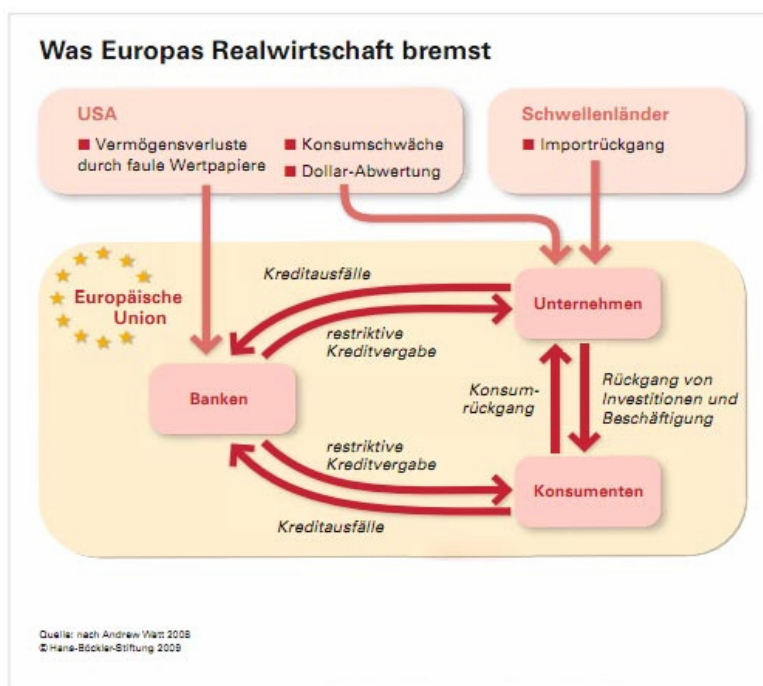 Was Europas Realwirtschaft bremst
USA
■ Vermögensverluste
durch faule Wertpapiere
■ Konsumschwäche
■ Dollar-Abwertung
Schwellenländer
■ Importrückgang
Europäische
Union
Kreditausfälle
restriktive
Kreditvergabe
Unternehmen
Banken
Konsum-
rückgang
Rückgang von
Investitionen und
Beschäftigung
restriktive
Kreditvergabe
Kreditausfälle
Konsumenten
Quelle: nach Andrew Watt 2008
© Hans-Böckler-Stiftung 2009